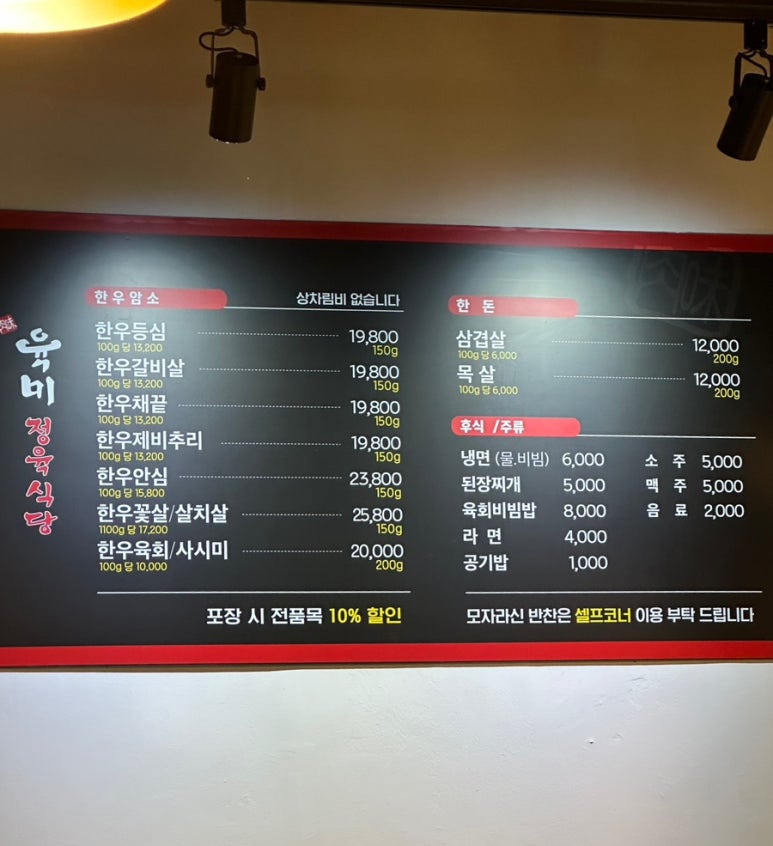 육미
정육식당
한우암소
상차림비 없습니다
한우등심 19,800
100g 당 13,200 150g
한우갈비살 19,800
100g 당 13,200 150g
한우채끝 19,800
100g 당 13,200 150g
한우제비추리 19,800
100g 당 13,200 150g
한우안심 23,800
100g 당 15,800 150g
한우꽃살/살치살 25,800
1100g 당 17,200 150g
한우육회/사시미 20,000
100g 당 10,000 200g
포장 시 전품목 10% 할인
한 돈
삼겹살 12,000
100g 당 6,000 200g
목 살 12,000
100g 당 6,000 200g
후식 /주류
냉면 (물.비빔) 6,000 소 주 5,000
된장찌개 5,000 맥 주 5,000
육회비빔밥 8,000 음 료 2,000
라 면 4,000
공기밥 1,000
모자라신 반찬은 셀프코너 이용 부탁 드립니다